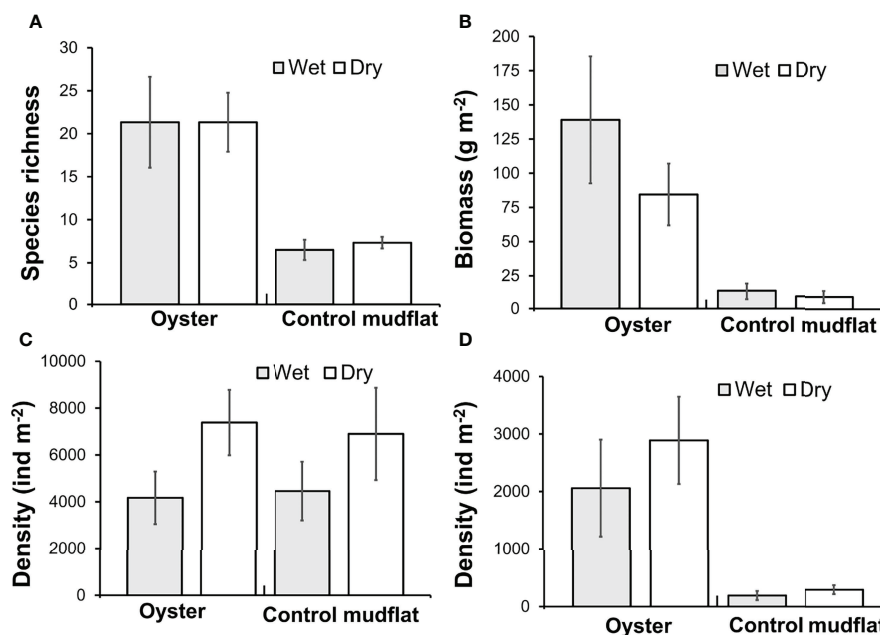 A
Species richness
30
25
20
15
10
5
0
Wet Dry
Oyster Control mudflat
B
Biomass (g m-2)
200
175
150
125
100
75
50
25
0
Wet Dry
Oyster Control mudflat
C
Density (ind m-2)
10000
8000
6000
4000
2000
0
Wet Dry
Oyster Control mudflat
D
Density (ind m-2)
4000
3000
2000
1000
0
Wet Dry
Oyster Control mudflat